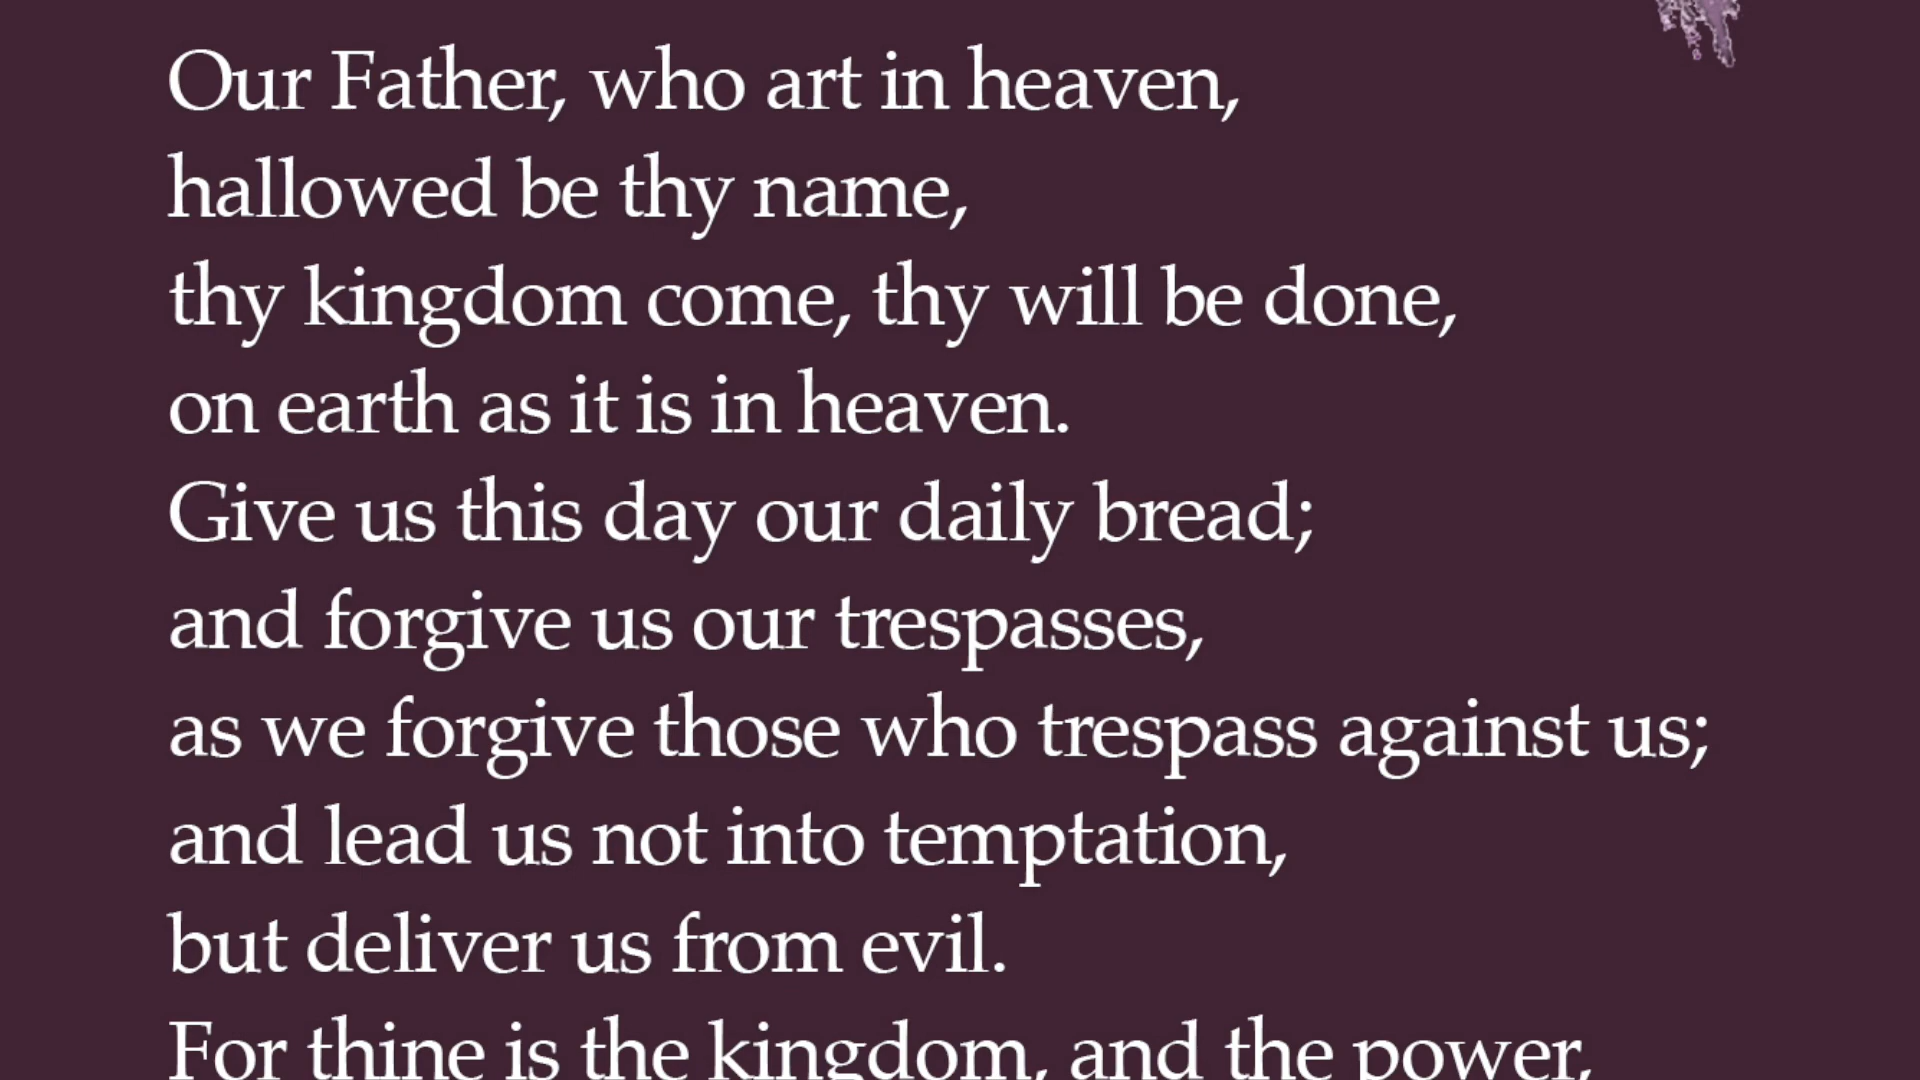 Our Father, who art in heaven,
hallowed be thy name,
thy kingdom come, thy will be done,
on earth as it is in heaven.
Give us this day our daily bread;
and forgive us our trespasses,
as we forgive those who trespass against us;
and lead us not into temptation,
but deliver us from evil.
For thine is the kingdom, and the power,